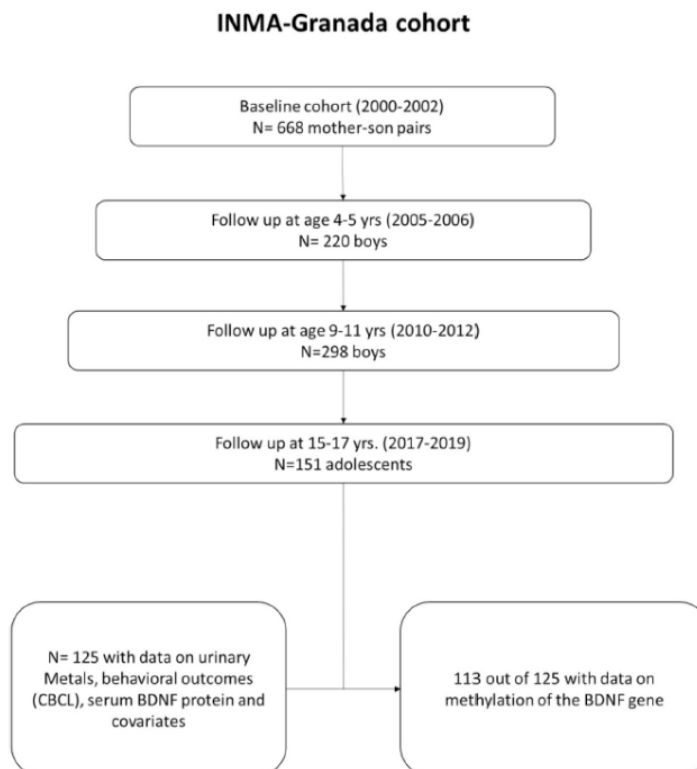 INMA-Granada cohort
Baseline cohort (2000-2002)
N= 668 mother-son pairs
Follow up at age 4-5 yrs (2005-2006)
N= 220 boys
Follow up at age 9-11 yrs (2010-2012)
N=298 boys
Follow up at 15-17 yrs. (2017-2019)
N=151 adolescents
N= 125 with data on urinary
Metals, behavioral outcomes
(CBCL), serum BDNF protein and
covariates
113 out of 125 with data on
methylation of the BDNF gene